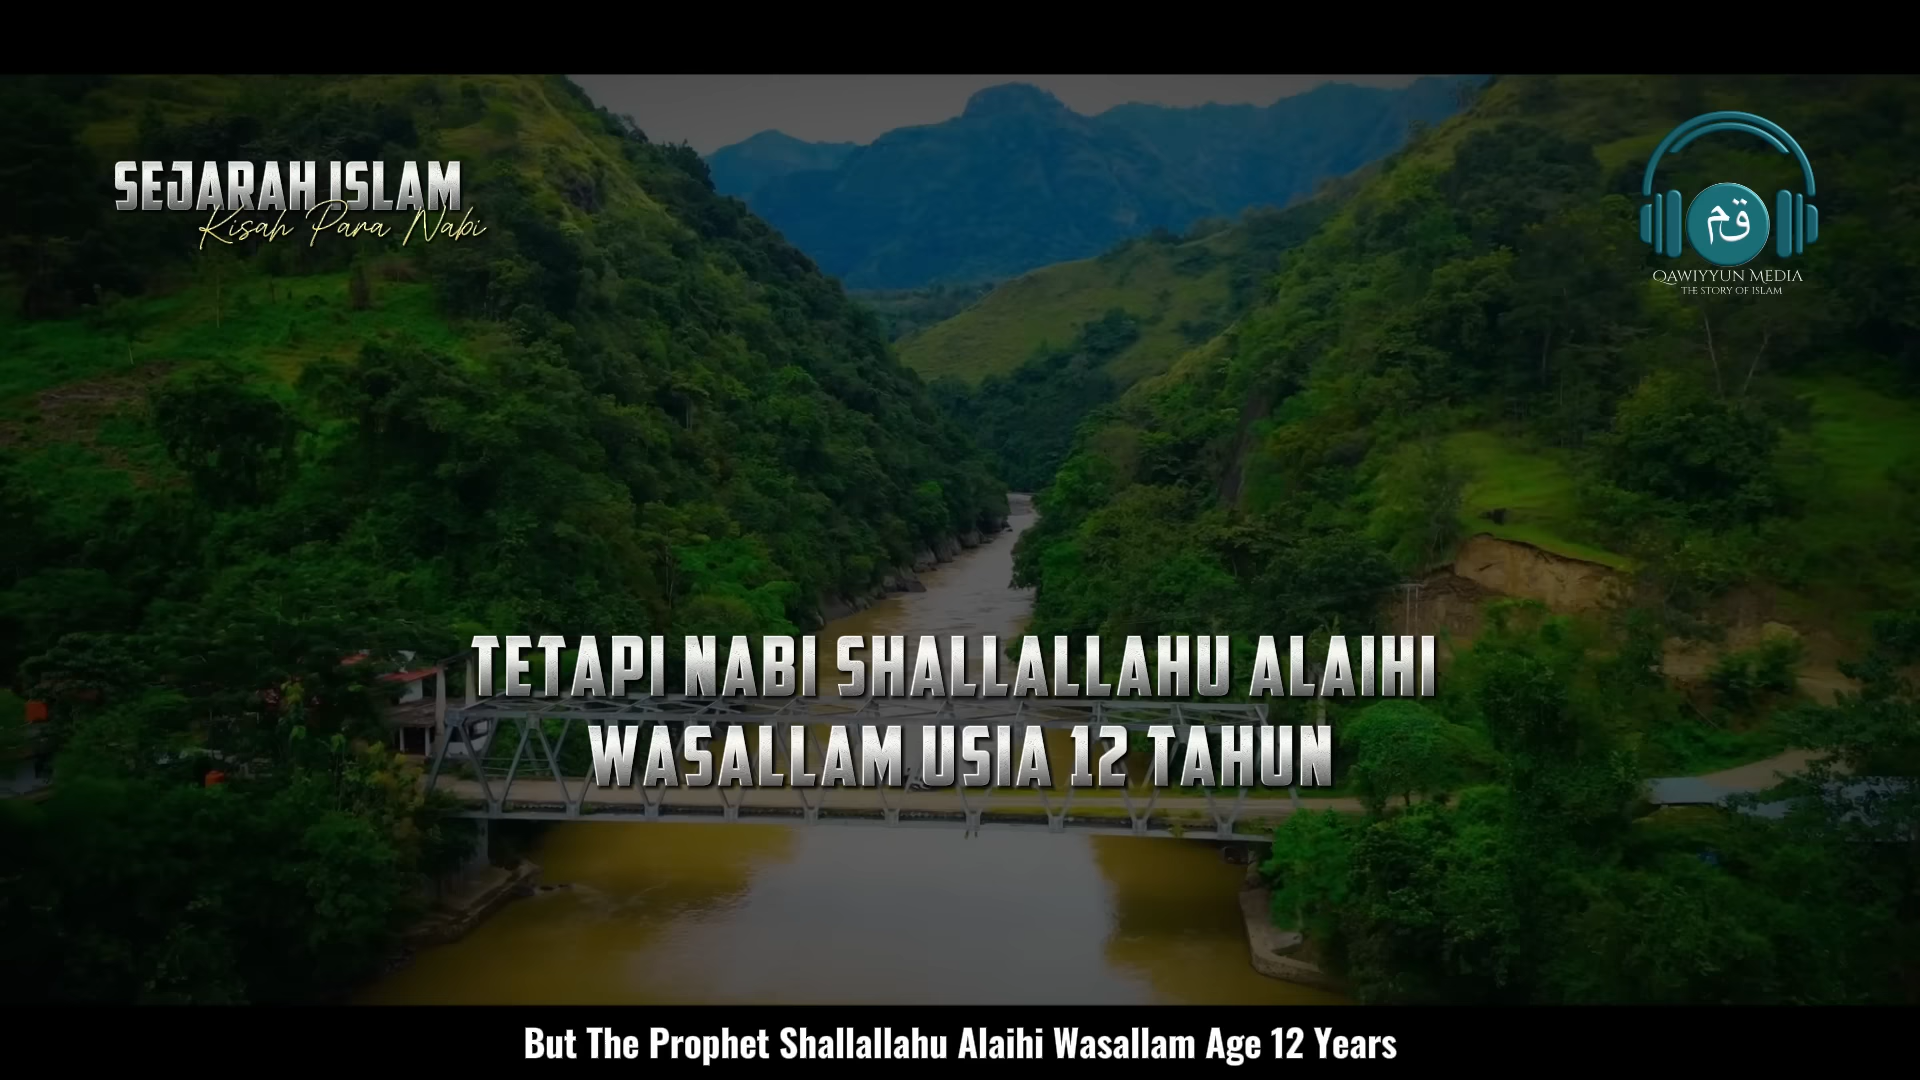 SEJARAH ISLAM
Kisah Para Nabi
قم
QAWIYYUN MEDIA
THE STORY OF ISLAM
TETAPI NABI SHALLALLAHU ALAIHI
WASALLAM USIA 12 TAHUN
But The Prophet Shallallahu Alaihi Wasallam Age 12 Years